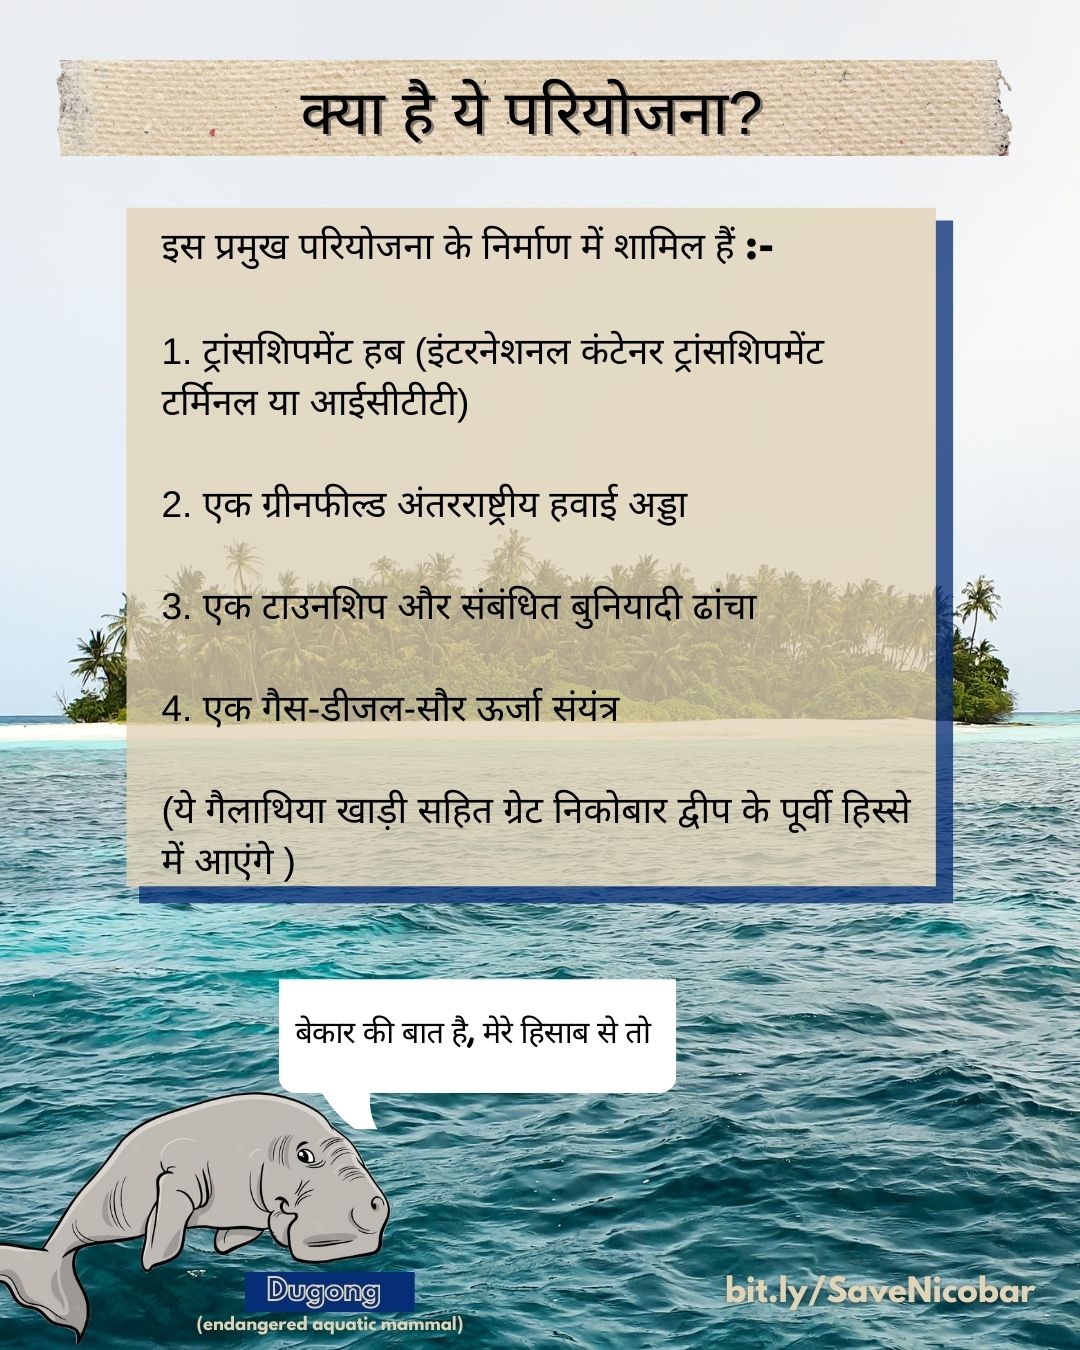 क्या है ये परियोजना?
इस प्रमुख परियोजना के निर्माण में शामिल हैं :-
1. ट्रांसशिपमेंट हब (इंटरनेशनल कंटेनर ट्रांसशिपमेंट
टर्मिनल या आईसीटीटी)
2. एक ग्रीनफील्ड अंतरराष्ट्रीय हवाई अड्डा
3. एक टाउनशिप और संबंधित बुनियादी ढांचा
4. एक गैस-डीजल-सौर ऊर्जा संयंत्र
(ये गैलाथिया खाड़ी सहित ग्रेट निकोबार द्वीप के पूर्वी हिस्से
में आएंगे )
बेकार की बात है, मेरे हिसाब से तो
Dugong
(endangered aquatic mammal)
bit.ly/SaveNicobar